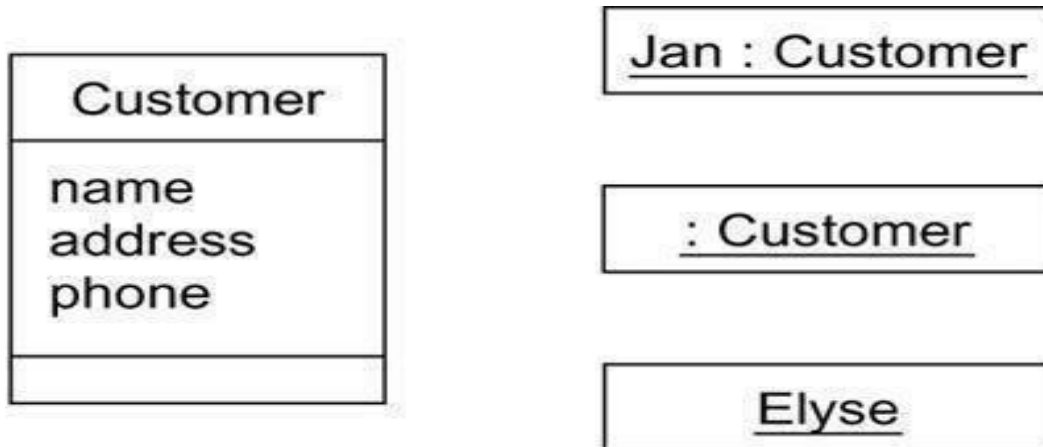 Customer
name
address
phone
Jan : Customer
: Customer
Elyse